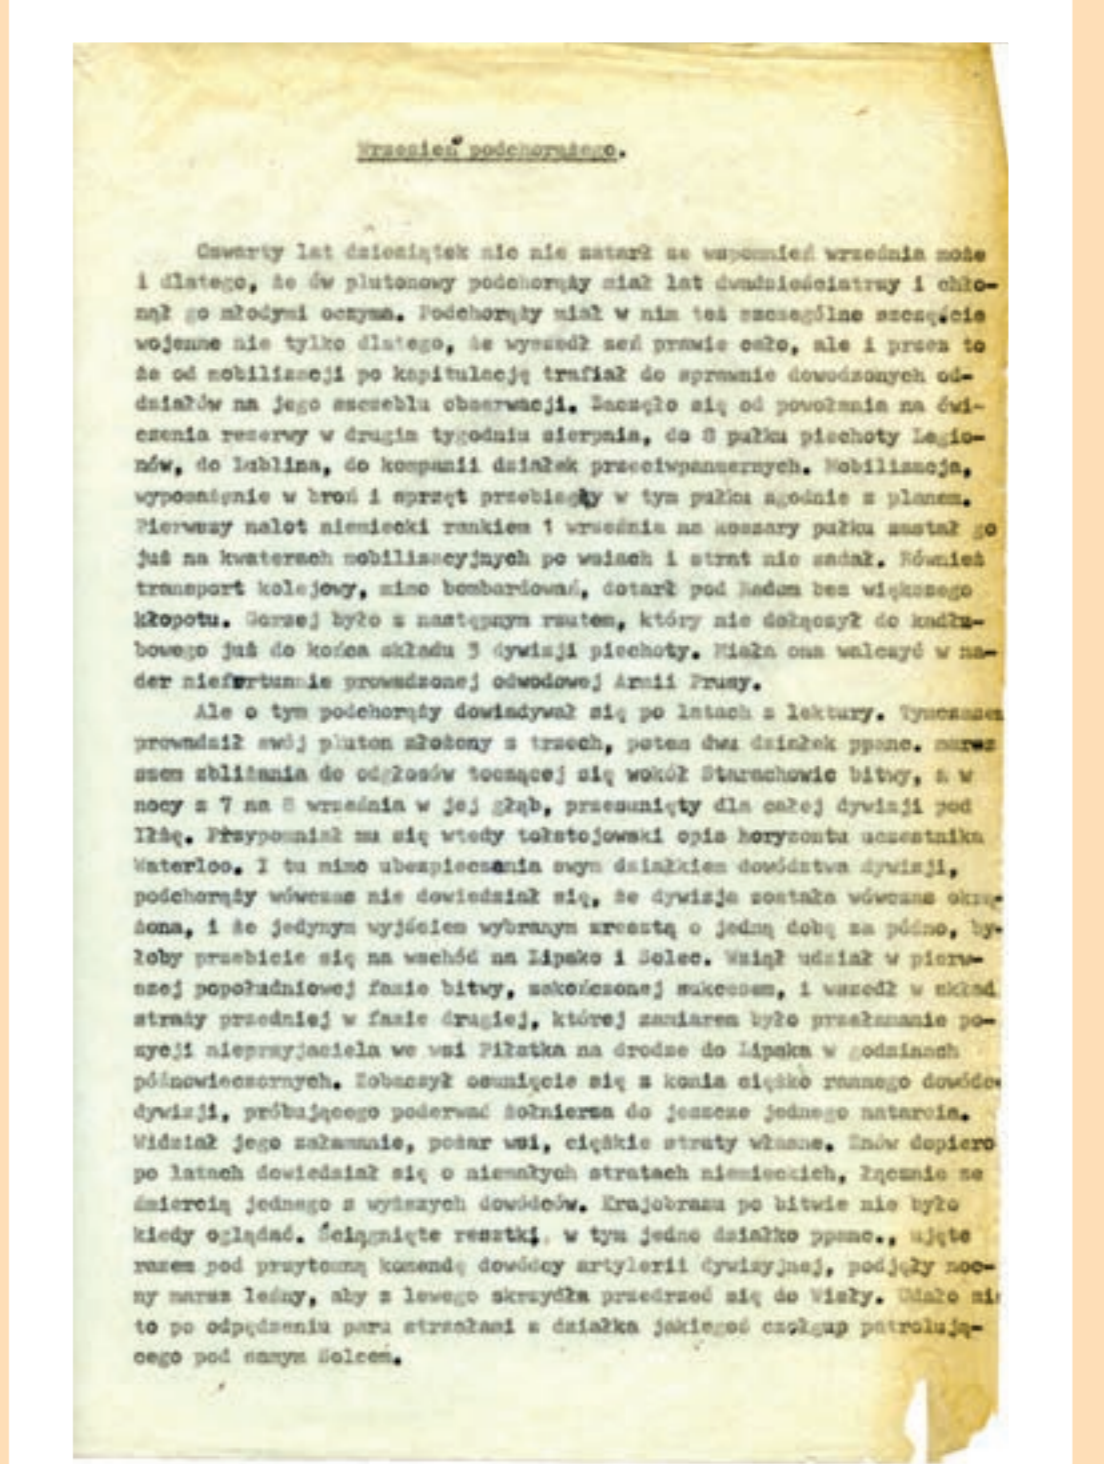 Wrzesień podchorążego.
Czwarty lat dziesiątek nic nie zatarł ze wspomnień września może
i dlatego, że ów plutonowy podchorąży miał lat dwadzieściatrzy i chło-
nął go młodymi oczyma. Podchorąży miał w nim też szczególne szczęście
wojenne nie tylko dlatego, że wyszedł zeń prawie cało, ale i przez to
że od mobilizacji po kapitulację trafiał do sprawnie dowodzonych od-
działów na jego szczeblu obserwacji. Zaczęło się od powołania na ćwi-
czenia rezerwy w drugim tygodniu sierpnia, do 8 pułku piechoty Legio-
nów, do Lublina, do kompanii działek przeciwpancernych. Mobilizacja,
wyposażenie w broń i sprzęt przebiegły w tym pułku zgodnie z planem.
Pierwszy nalot niemiecki rankiem 1 września na koszary pułku zastał go
już na kwaterach mobilizacyjnych po wsiach i strat nie zadał. Również
transport kolejowy, mimo bombardowań, dotarł pod Radom bez większego
kłopotu. Gorzej było z następnym rzutem, który nie dołączył do kadłu-
bowego już do końca składu 3 dywizji piechoty. Miała ona walczyć w na-
der niefortunnie prowadzonej odwodowej Armii Prusy.
Ale o tym podchorąży dowiadywał się po latach z lektury. Tymczasem
prowadził swój pluton złożony z trzech, potem dwu działek ppanc. marsz
szem zbliżania do odgłosów toczącej się wokół Starachowic bitwy, a w
nocy z 7 na 8 września w jej głąb, przesunięty dla całej dywizji pod
Iłżę. Przypomniał mu się wtedy tołstojowski opis horyzontu uczestnika
Waterloo. I tu mimo ubezpieczania swym działkiem dowództwa dywizji,
podchorąży wówczas nie dowiedział się, że dywizja została wówczas okrą-
żona, i że jedynym wyjściem wybranym zresztą o jedną dobę za późno, by-
łoby przebicie się na wschód na Lipsko i Solec. Wziął udział w pierw-
szej popołudniowej fazie bitwy, zakończonej sukcesem, i wszedł w skład
straży przedniej w fazie drugiej, której zamiarem było przełamanie po-
zycji nieprzyjaciela we wsi Piłatka na drodze do Lipska w godzinach
późnowieczornych. Zobaczył osunięcie się z konia ciężko rannego dowódc
dywizji, próbującego poderwać żołnierza do jeszcze jednego natarcia.
Widział jego załamanie, pożar wsi, ciężkie straty własne. Znów dopiero
po latach dowiedział się o niemałych stratach niemieckich, łącznie ze
śmiercią jednego z wyższych dowódców. Krajobrazu po bitwie nie było
kiedy oglądać. Ściągnięte resztki, w tym jedno działko ppanc., ujęte
razem pod przytomną komendę dowódcy artylerii dywizyjnej, podjęły noc-
ny marsz leśny, aby z lewego skrzydła przedrzeć się do Wisły. Udało si
to po odpędzeniu paru strzałami z działka jakiegoś czołgup patrolują-
cego pod samym Solcem.